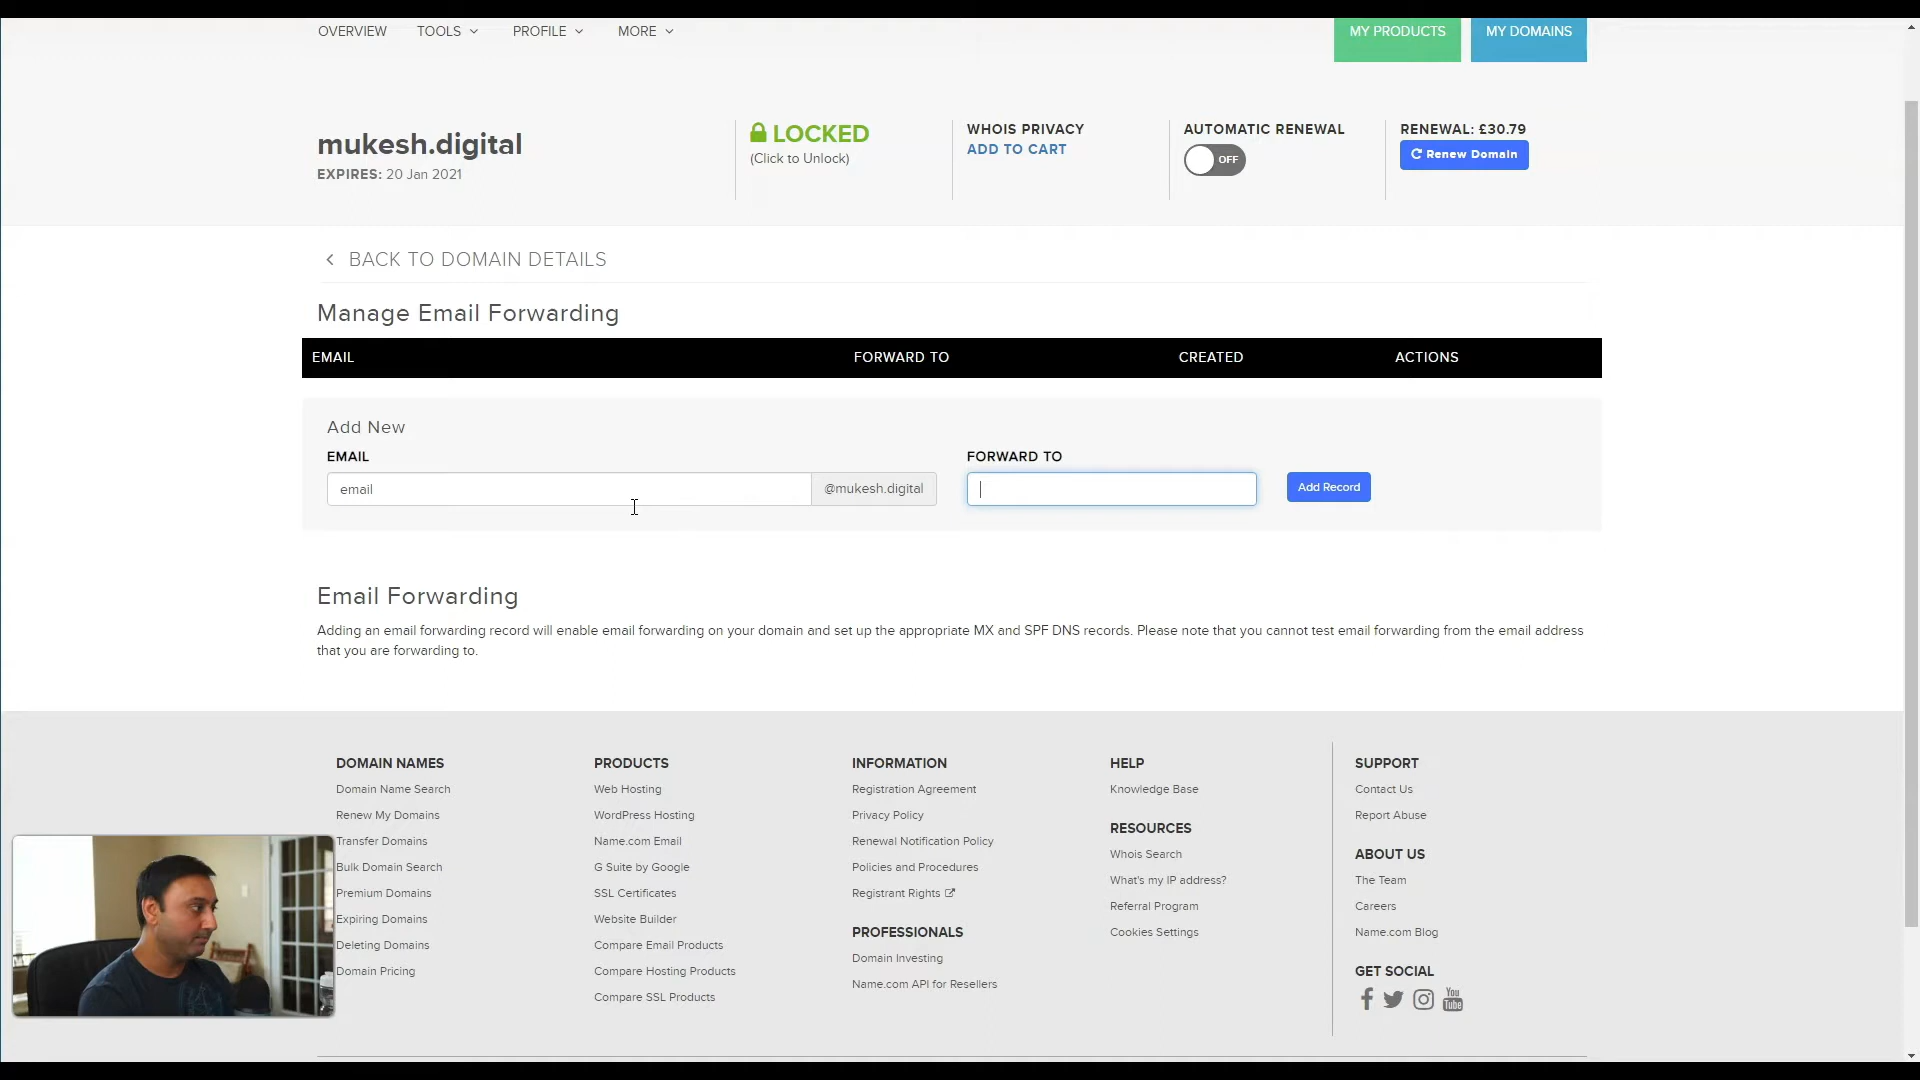 OVERVIEW TOOLS PROFILE MORE MY PRODUCTS MY DOMAINS
mukesh.digital
EXPIRES: 20 Jan 2021
LOCKED
(Click to Unlock)
WHOIS PRIVACY
ADD TO CART
AUTOMATIC RENEWAL
OFF
RENEWAL: £30.79
Renew Domain
BACK TO DOMAIN DETAILS
Manage Email Forwarding
EMAIL FORWARD TO CREATED ACTIONS
Add New
EMAIL FORWARD TO
email @mukesh.digital Add Record
Email Forwarding
Adding an email forwarding record will enable email forwarding on your domain and set up the appropriate MX and SPF DNS records. Please note that you cannot test email forwarding from the email address
that you are forwarding to.
DOMAIN NAMES
Domain Name Search
Renew My Domains
Transfer Domains
Bulk Domain Search
Premium Domains
Expiring Domains
Deleting Domains
Domain Pricing
PRODUCTS
Web Hosting
WordPress Hosting
Name.com Email
G Suite by Google
SSL Certificates
Website Builder
Compare Email Products
Compare Hosting Products
Compare SSL Products
INFORMATION
Registration Agreement
Privacy Policy
Renewal Notification Policy
Policies and Procedures
Registrant Rights
PROFESSIONALS
Domain Investing
Name.com API for Resellers
HELP
Knowledge Base
RESOURCES
Whois Search
What's my IP address?
Referral Program
Cookies Settings
SUPPORT
Contact Us
Report Abuse
ABOUT US
The Team
Careers
Name.com Blog
GET SOCIAL
You
Tube